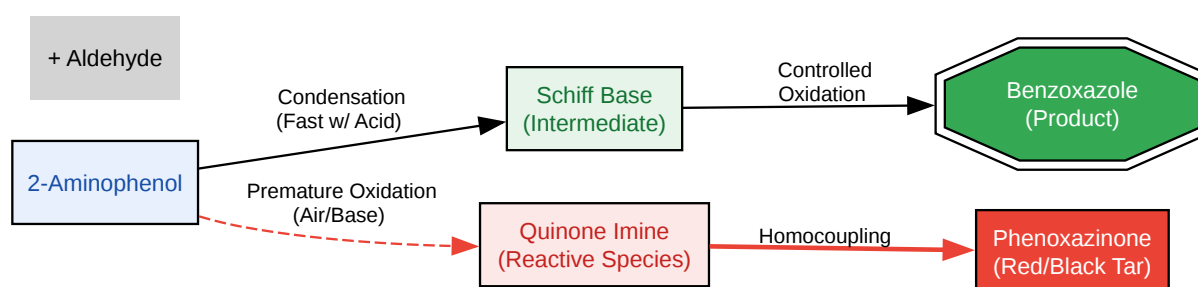 + Aldehyde
2-Aminophenol
Condensation
(Fast w/ Acid)
Schiff Base
(Intermediate)
Controlled
Oxidation
Benzoxazole
(Product)
Premature Oxidation
(Air/Base)
Quinone Imine
(Reactive Species)
Homocoupling
Phenoxazinone
(Red/Black Tar)